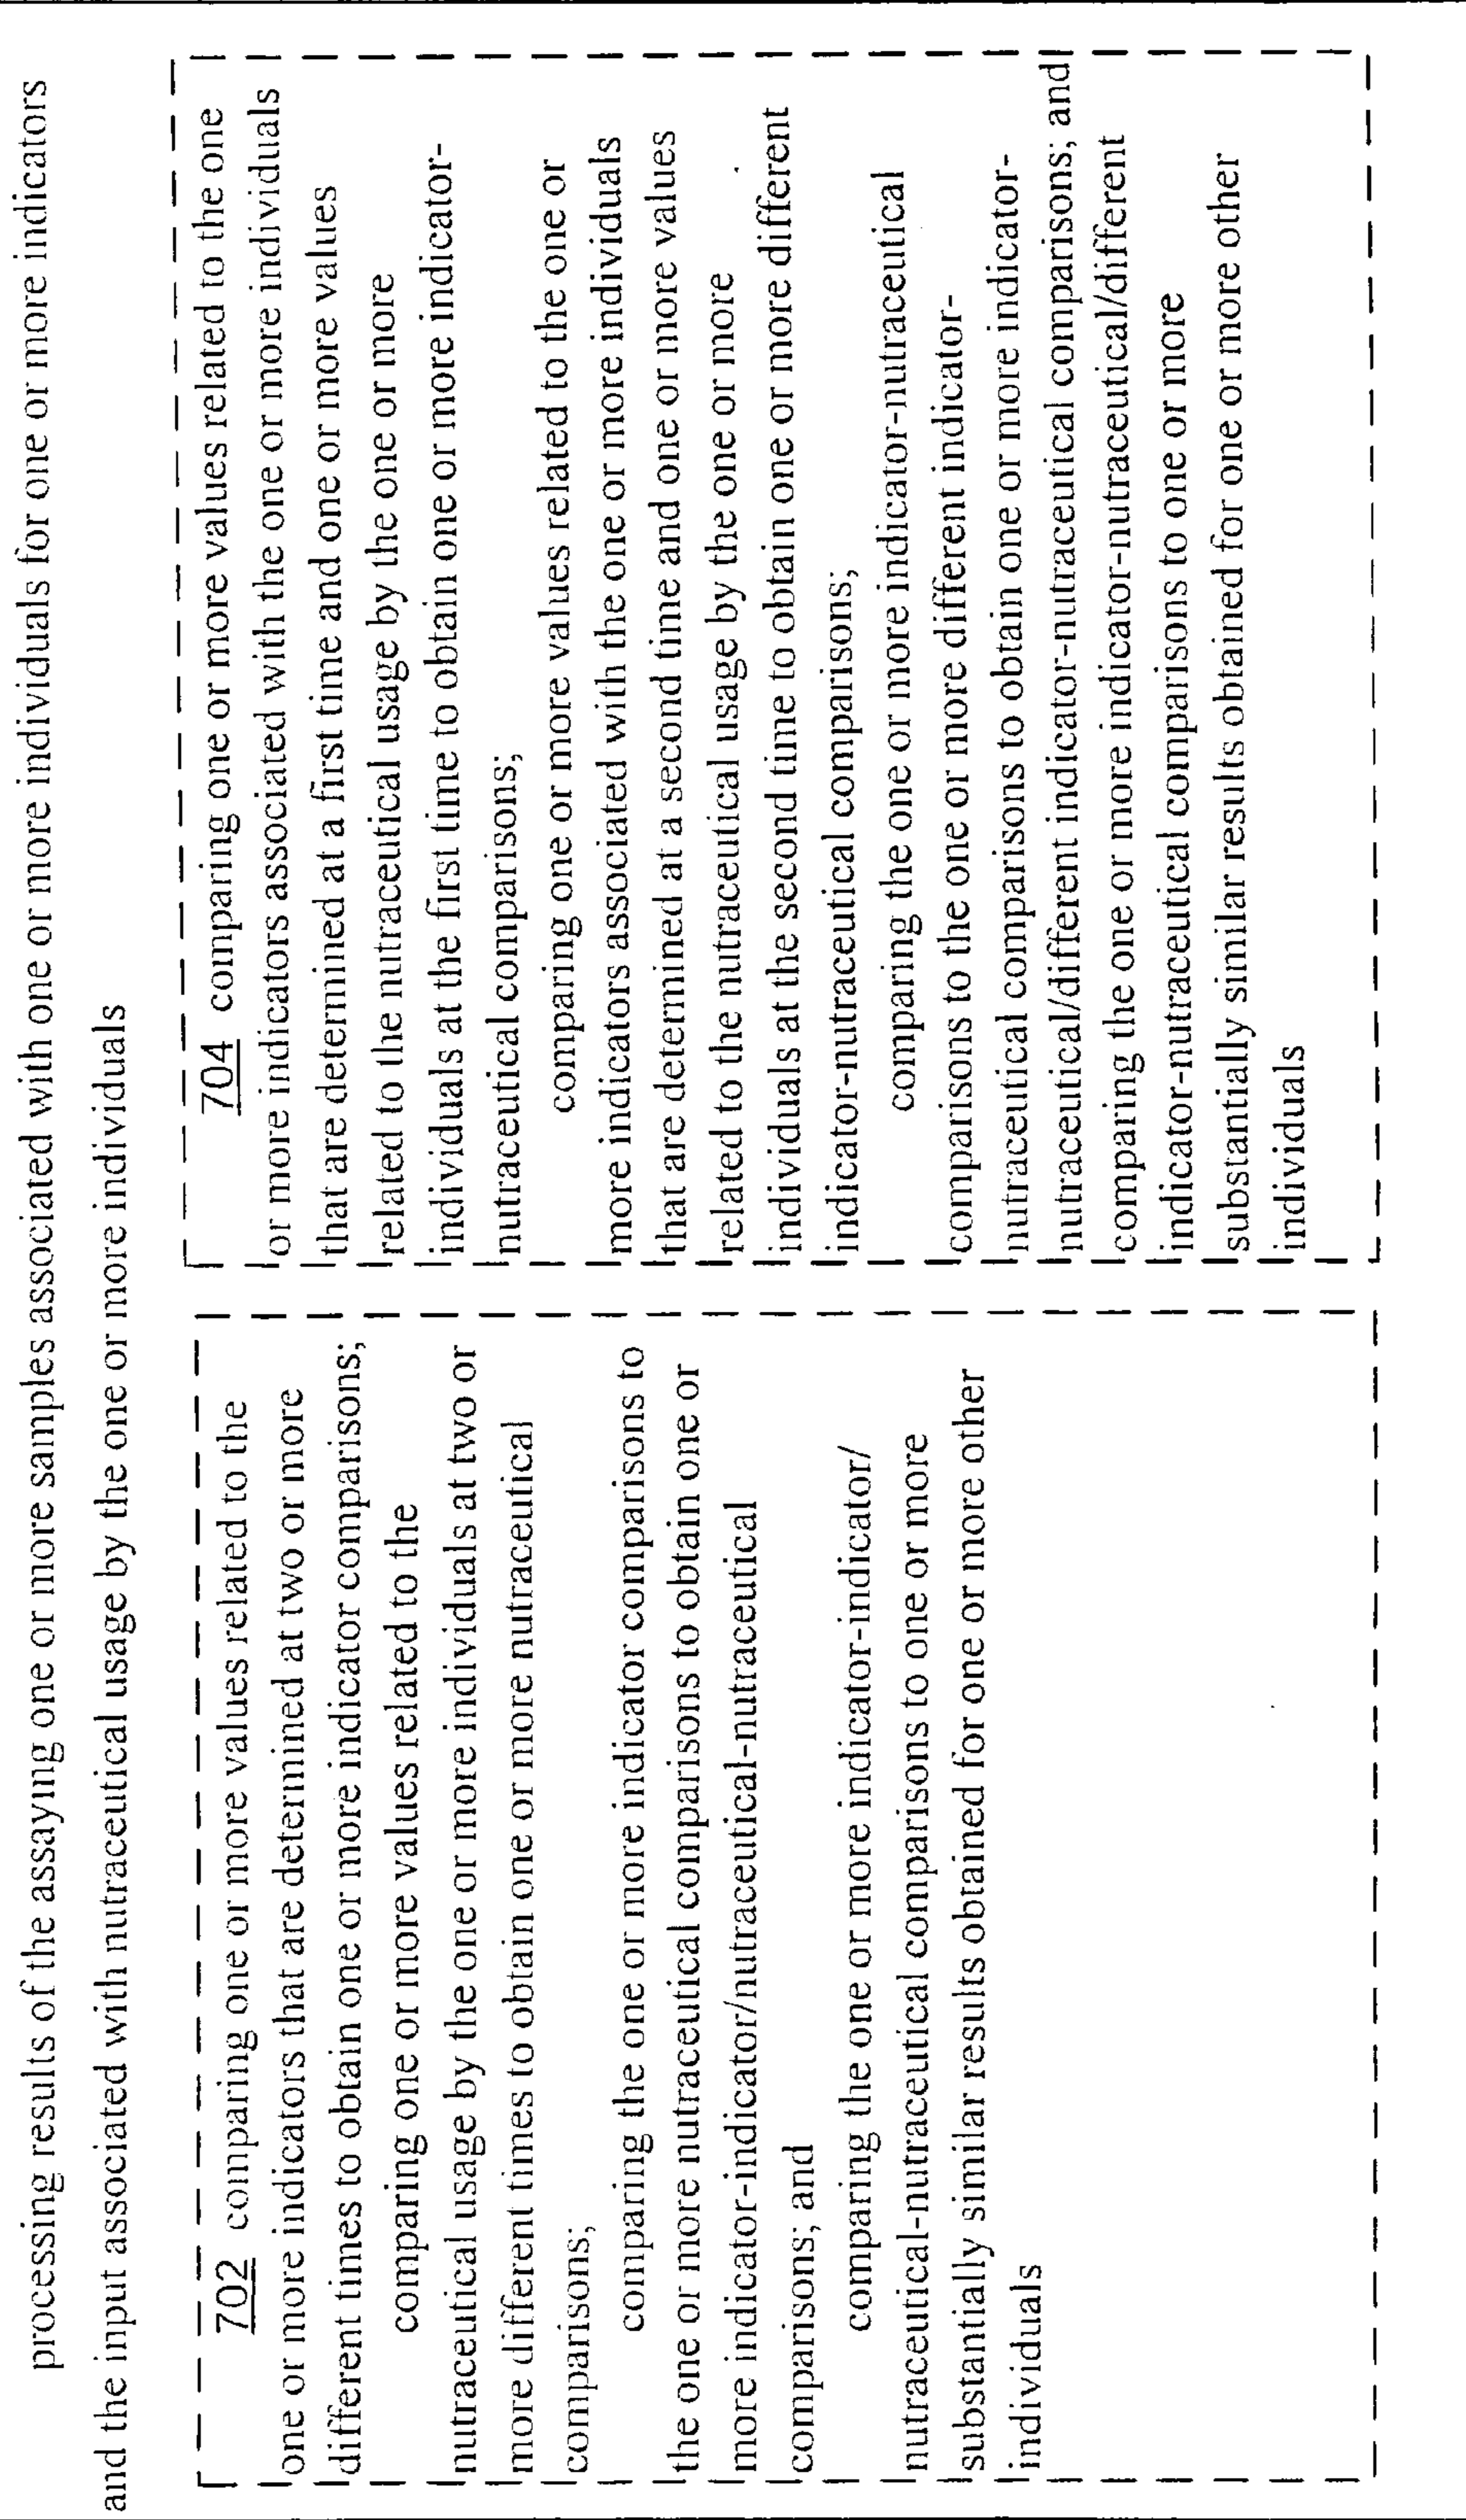 processing results of the assaying one or more samples associated with one or more individuals for one or more indicators
and the input associated with nutraceutical usage by the one or more individuals
702 comparing one or more values related to the
one or more indicators that are determined at two or more
different times to obtain one or more indicator comparisons;
comparing one or more values related to the
nutraceutical usage by the one or more individuals at two or
more different times to obtain one or more nutraceutical
comparisons;
comparing the one or more indicator comparisons to
the one or more nutraceutical comparisons to obtain one or
more indicator-indicator/nutraceutical-nutraceutical
comparisons; and
comparing the one or more indicator-indicator/
nutraceutical-nutraceutical comparisons to one or more
substantially similar results obtained for one or more other
individuals
704 comparing one or more values related to the one
or more indicators associated with the one or more individuals
that are determined at a first time and one or more values
related to the nutraceutical usage by the one or more
individuals at the first time to obtain one or more indicator-
nutraceutical comparisons;
comparing one or more values related to the one or
more indicators associated with the one or more individuals
that are determined at a second time and one or more values
related to the nutraceutical usage by the one or more
individuals at the second time to obtain one or more different
indicator-nutraceutical comparisons;
comparing the one or more indicator-nutraceutical
comparisons to the one or more different indicator-
nutraceutical comparisons to obtain one or more indicator-
nutraceutical/different indicator-nutraceutical comparisons; and
comparing the one or more indicator-nutraceutical/different
indicator-nutraceutical comparisons to one or more
substantially similar results obtained for one or more other
individuals